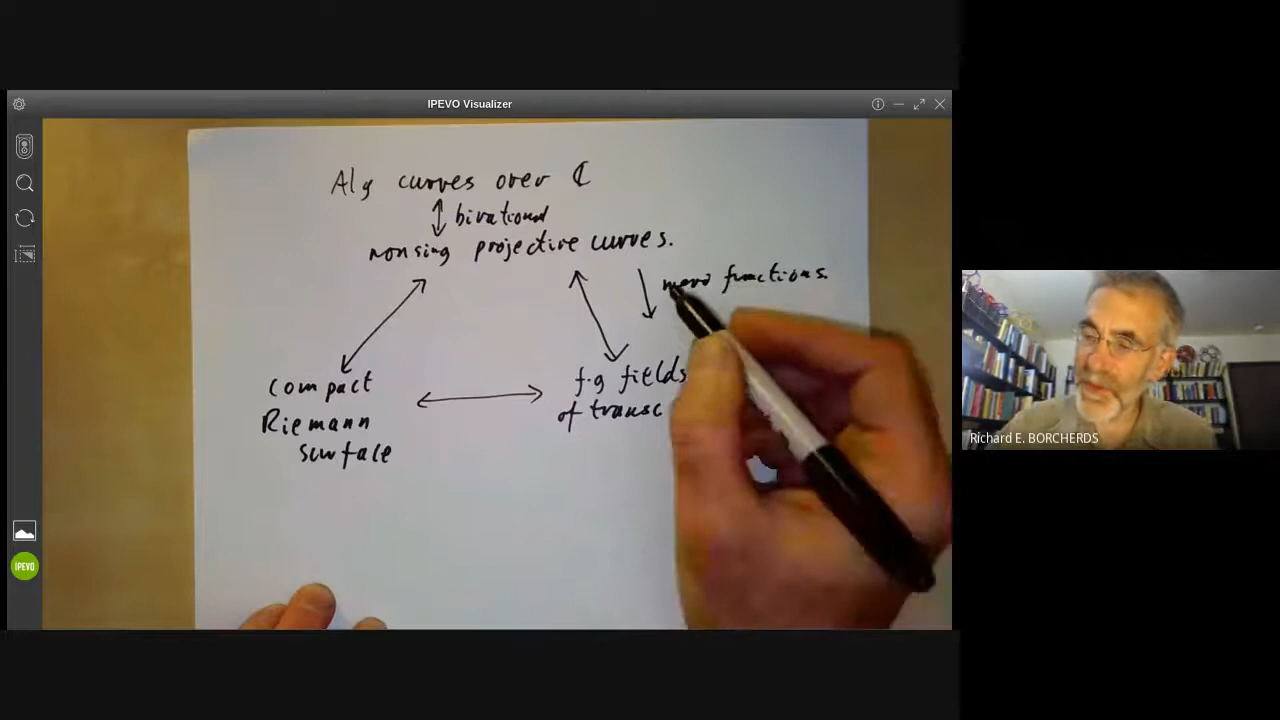 IPEVO Visualizer
Alg curves over ℂ
birational
nonsing projective curves.
mero functions.
compact
Riemann
surface
f.g fields
of transc
Richard E. BORCHERDS
IPEVO